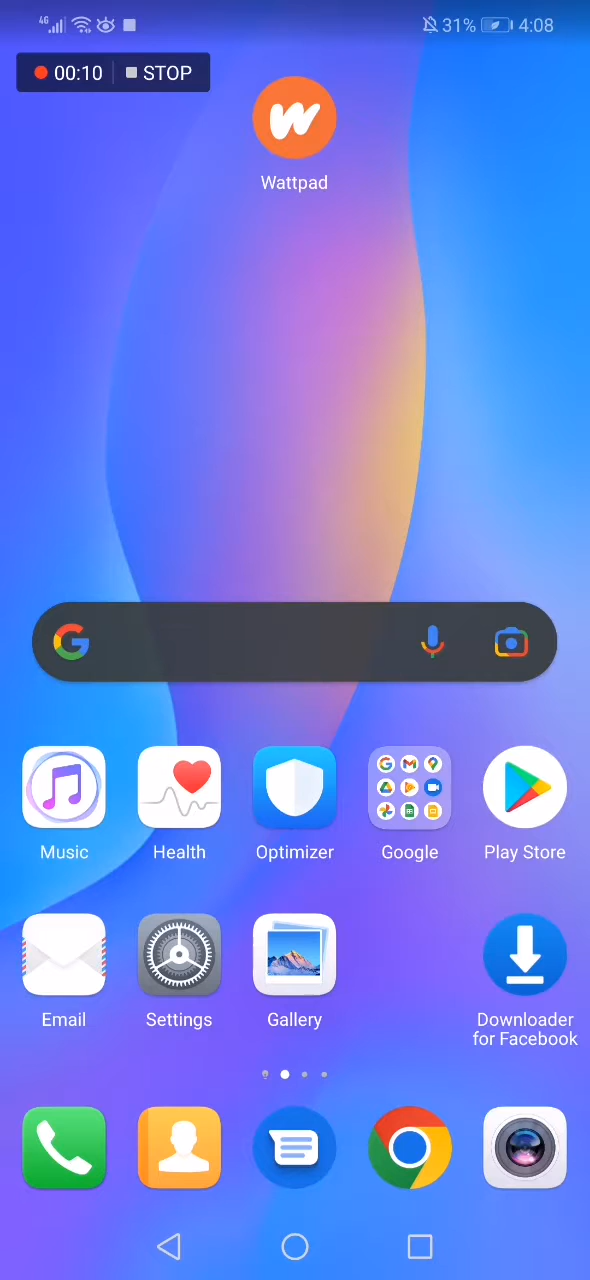 4G 31% 4:08
00:10 STOP
Wattpad
Music Health Optimizer Google Play Store
Email Settings Gallery Downloader
for Facebook